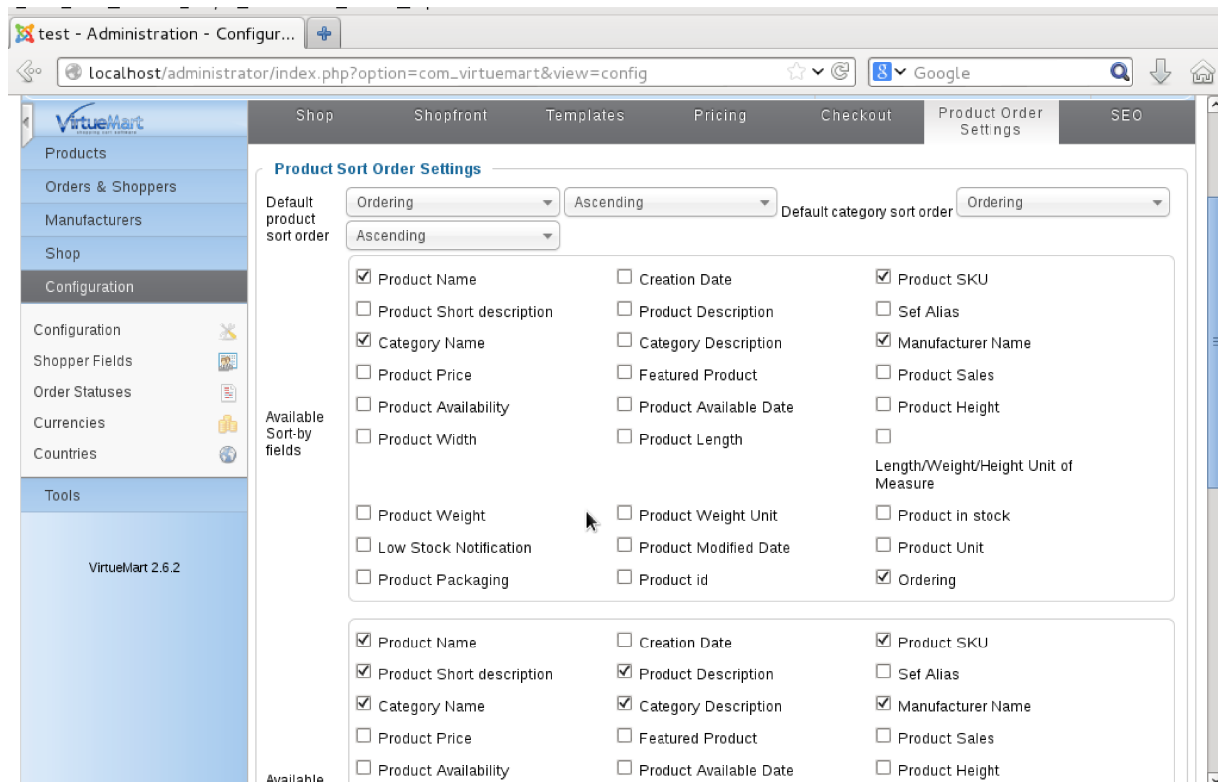 test - Administration - Configur...
localhost/administrator/index.php?option=com_virtuemart&view=config
Google
VirtueMart
Shop Shopfront Templates Pricing Checkout Product Order Settings SEO
Products
Orders & Shoppers
Manufacturers
Shop
Configuration
Configuration
Shopper Fields
Order Statuses
Currencies
Countries
Tools
VirtueMart 2.6.2
Product Sort Order Settings
Default product sort order
Ordering Ascending Default category sort order Ordering
Ascending
Available Sort-by fields
Product Name Creation Date Product SKU
Product Short description Product Description Sef Alias
Category Name Category Description Manufacturer Name
Product Price Featured Product Product Sales
Product Availability Product Available Date Product Height
Product Width Product Length
Length/Weight/Height Unit of Measure
Product Weight Product Weight Unit Product in stock
Low Stock Notification Product Modified Date Product Unit
Product Packaging Product id Ordering
Product Name Creation Date Product SKU
Product Short description Product Description Sef Alias
Category Name Category Description Manufacturer Name
Product Price Featured Product Product Sales
Available Product Availability Product Available Date Product Height